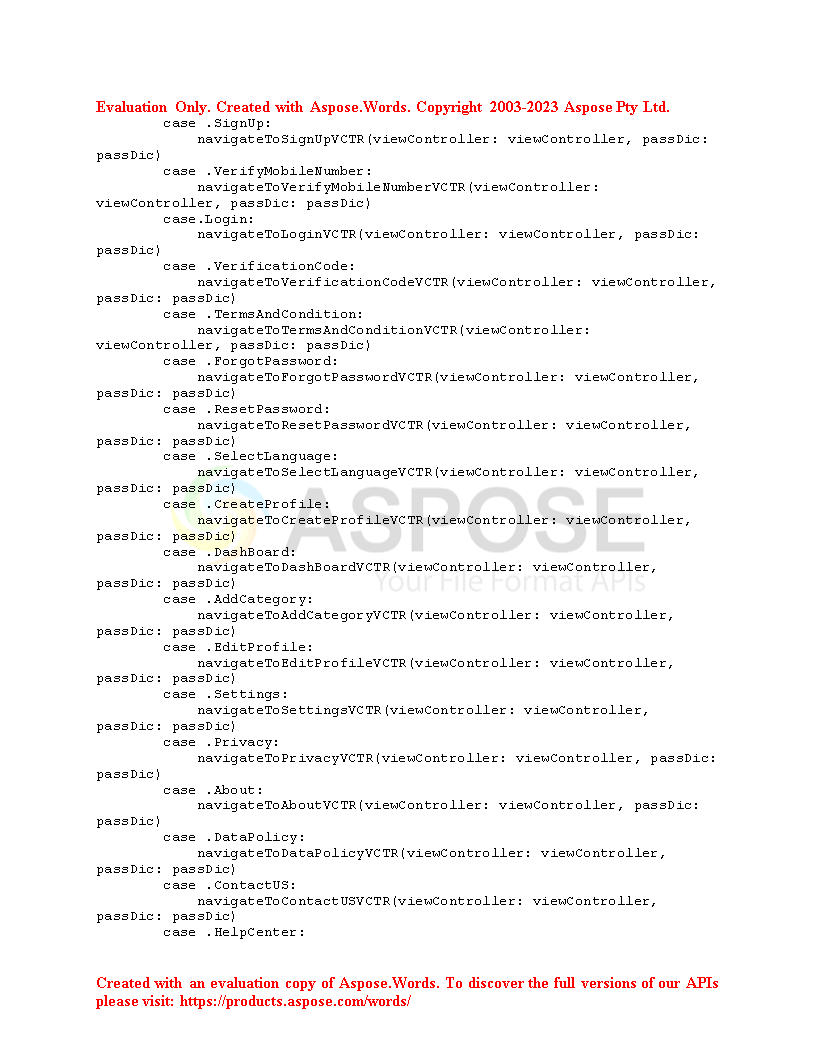 Evaluation Only. Created with Aspose.Words. Copyright 2003-2023 Aspose Pty Ltd.
        case .SignUp:
            navigateToSignUpVCTR(viewController: viewController, passDic:
passDic)
        case .VerifyMobileNumber:
            navigateToVerifyMobileNumberVCTR(viewController:
viewController, passDic: passDic)
        case.Login:
            navigateToLoginVCTR(viewController: viewController, passDic:
passDic)
        case .VerificationCode:
            navigateToVerificationCodeVCTR(viewController: viewController,
passDic: passDic)
        case .TermsAndCondition:
            navigateToTermsAndConditionVCTR(viewController:
viewController, passDic: passDic)
        case .ForgotPassword:
            navigateToForgotPasswordVCTR(viewController: viewController,
passDic: passDic)
        case .ResetPassword:
            navigateToResetPasswordVCTR(viewController: viewController,
passDic: passDic)
        case .SelectLanguage:
            navigateToSelectLanguageVCTR(viewController: viewController,
passDic: passDic)
        case .CreateProfile:
            navigateToCreateProfileVCTR(viewController: viewController,
passDic: passDic)
        case .DashBoard:
            navigateToDashBoardVCTR(viewController: viewController,
passDic: passDic)
        case .AddCategory:
            navigateToAddCategoryVCTR(viewController: viewController,
passDic: passDic)
        case .EditProfile:
            navigateToEditProfileVCTR(viewController: viewController,
passDic: passDic)
        case .Settings:
            navigateToSettingsVCTR(viewController: viewController,
passDic: passDic)
        case .Privacy:
            navigateToPrivacyVCTR(viewController: viewController, passDic:
passDic)
        case .About:
            navigateToAboutVCTR(viewController: viewController, passDic:
passDic)
        case .DataPolicy:
            navigateToDataPolicyVCTR(viewController: viewController,
passDic: passDic)
        case .ContactUS:
            navigateToContactUSVCTR(viewController: viewController,
passDic: passDic)
        case .HelpCenter:
ASPOSE
Your File Format APIs
Created with an evaluation copy of Aspose.Words. To discover the full versions of our APIs
please visit: https://products.aspose.com/words/